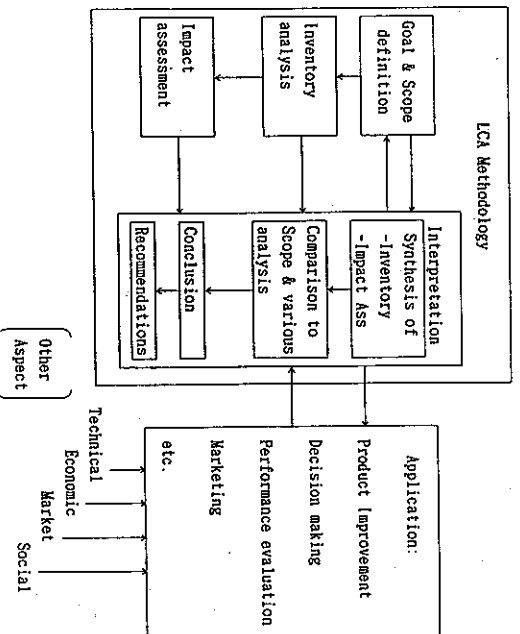 LCA Methodology
Goal & Scope
definition
Inventory
analysis
Impact
assessment
Interpretation
Synthesis of
-Inventory
-Impact Ass
Comparison to
Scope & various
analysis
Conclusion
Recommendations
Application:
Product Improvement
Decision making
Performance evaluation
Marketing
etc.
Other
Aspect
Technical
Economic
Market
Social